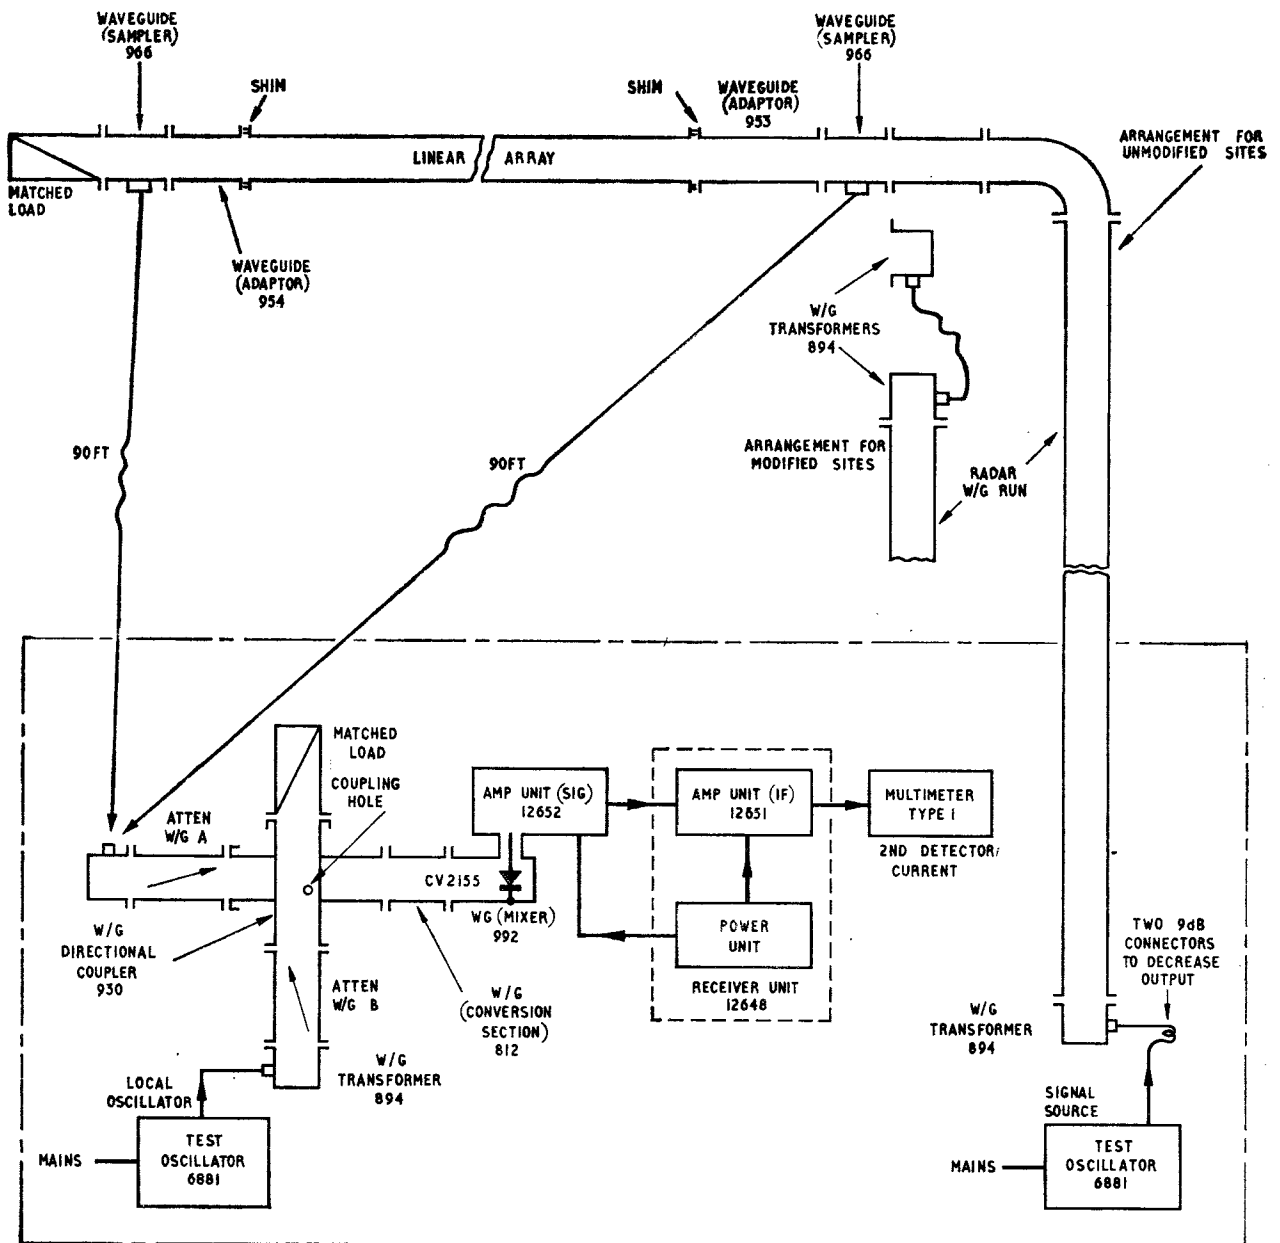 WAVEGUIDE
(SAMPLER)
966
SHIM
SHIM
WAVEGUIDE
(ADAPTOR)
953
WAVEGUIDE
(SAMPLER)
966
ARRANGEMENT FOR
UNMODIFIED SITES
LINEAR ARRAY
MATCHED
LOAD
WAVEGUIDE
(ADAPTOR)
954
W/G
TRANSFORMERS
894
90FT
90FT
ARRANGEMENT FOR
MODIFIED SITES
RADAR
W/G RUN
MATCHED
LOAD
COUPLING
HOLE
ATTEN
W/G A
AMP UNIT (SIG)
12652
AMP UNIT (IF)
12651
MULTIMETER
TYPE 1
2ND DETECTOR
CURRENT
CV2155
WG (MIXER)
992
POWER
UNIT
RECEIVER UNIT
12648
W/G
DIRECTIONAL
COUPLER
930
ATTEN
W/G B
W/G
(CONVERSION
SECTION)
812
TWO 9dB
CONNECTORS
TO DECREASE
OUTPUT
W/G
TRANSFORMER
894
W/G
TRANSFORMER
894
LOCAL
OSCILLATOR
SIGNAL
SOURCE
MAINS
TEST
OSCILLATOR
6881
MAINS
TEST
OSCILLATOR
6881